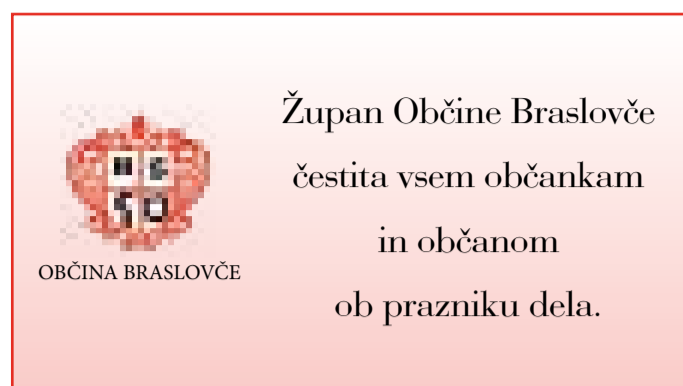 Župan Občine Braslovče
čestita vsem občankam
in občanom
ob prazniku dela.
OBČINA BRASLOVČE